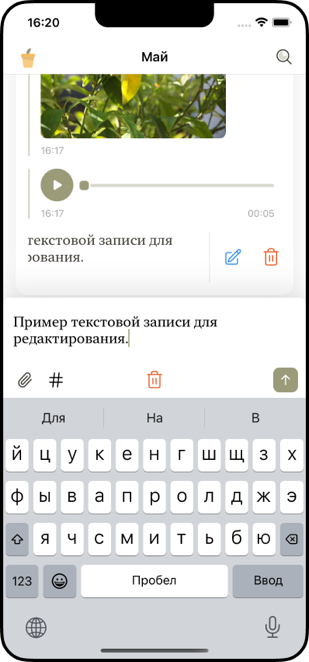 16:20
Май
16:17
16:17 00:05
текстовой записи для
рования.
Пример текстовой записи для
редактирования.
#
Для На В
й ц у к е н г ш щ з х
ф ы в а п р о л д ж э
я ч с м и т ь б ю
123 Пробел Ввод